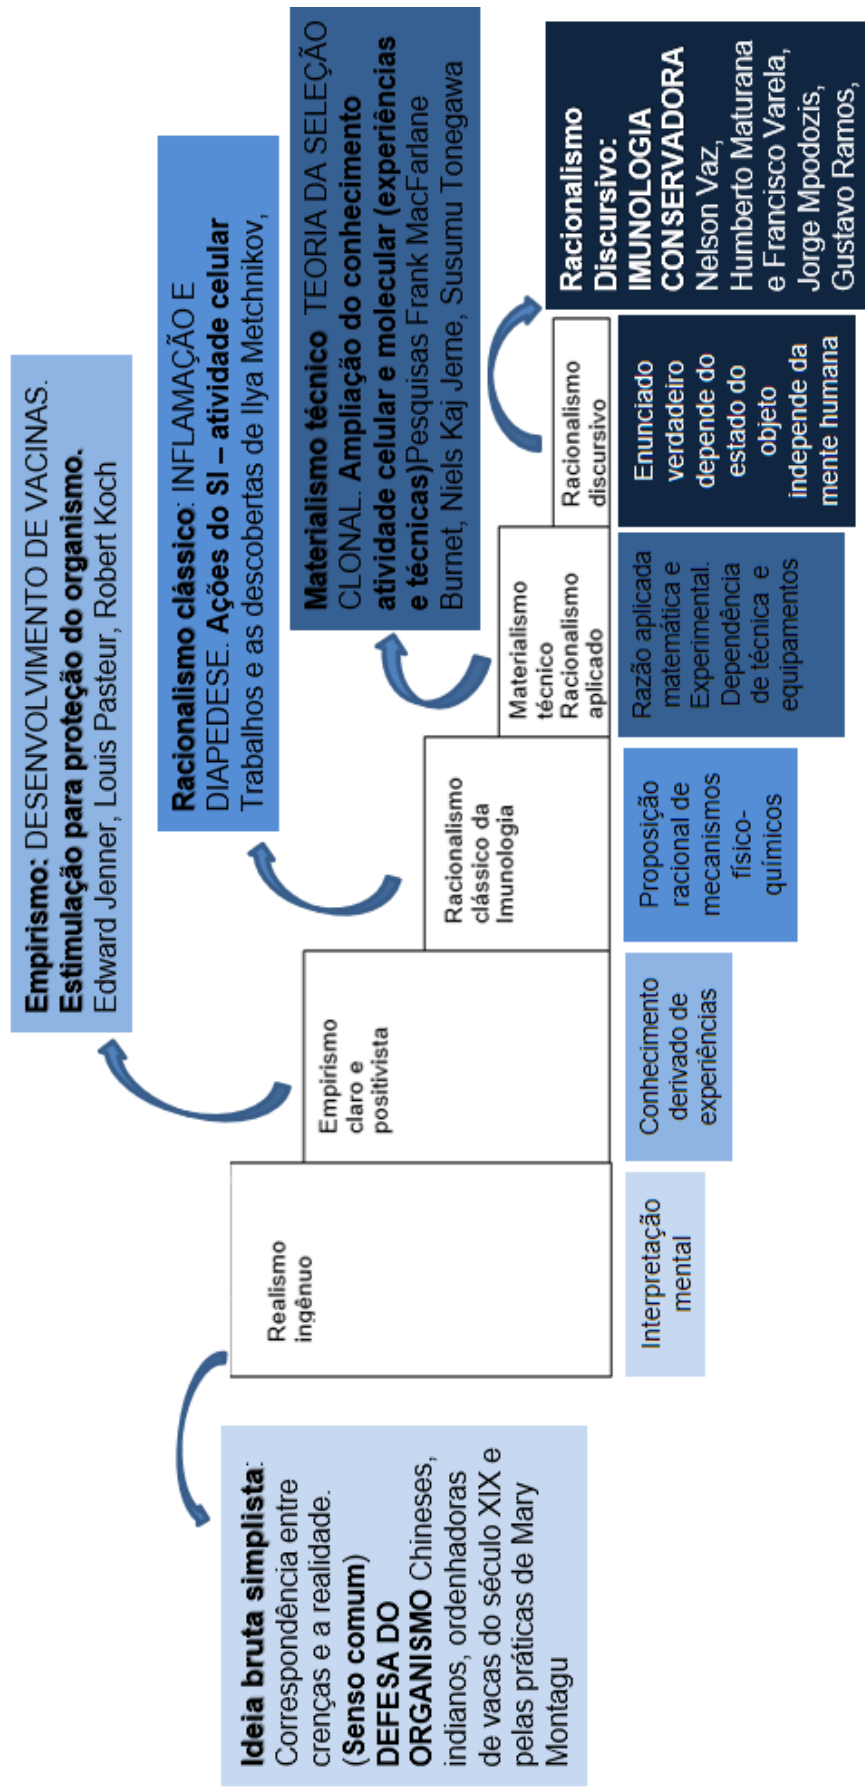 Ideia bruta simplista:
Correspondência entre
crenças e a realidade.
(Senso comum)
DEFESA DO
ORGANISMO Chineses,
indianos, ordenhadoras
de vacas do século XIX e
pelas práticas de Mary
Montagu
Empirismo: DESENVOLVIMENTO DE VACINAS.
Estimulação para proteção do organismo.
Edward Jenner, Louis Pasteur, Robert Koch
Racionalismo clássico: INFLAMAÇÃO E
DIAPEDESE. Ações do SI – atividade celular
Trabalhos e as descobertas de Ilya Metchnikov,
Materialismo técnico TEORIA DA SELEÇÃO
CLONAL. Ampliação do conhecimento
atividade celular e molecular (experiências
e técnicas)Pesquisas Frank MacFarlane
Burnet, Niels Kaj Jerne, Susumu Tonegawa
Racionalismo
Discursivo:
IMUNOLOGIA
CONSERVADORA
Nelson Vaz,
Humberto Maturana
e Francisco Varela,
Jorge Mpodozis,
Gustavo Ramos,
Realismo
ingênuo
Empirismo
claro e
positivista
Racionalismo
clássico da
Imunologia
Materialismo
técnico
Racionalismo
aplicado
Racionalismo
discursivo
Interpretação
mental
Conhecimento
derivado de
experiências
Proposição
racional de
mecanismos
físico-
químicos
Razão aplicada
matemática e
Experimental.
Dependência
de técnica e
equipamentos
Enunciado
verdadeiro
depende do
estado do
objeto
independe da
mente humana